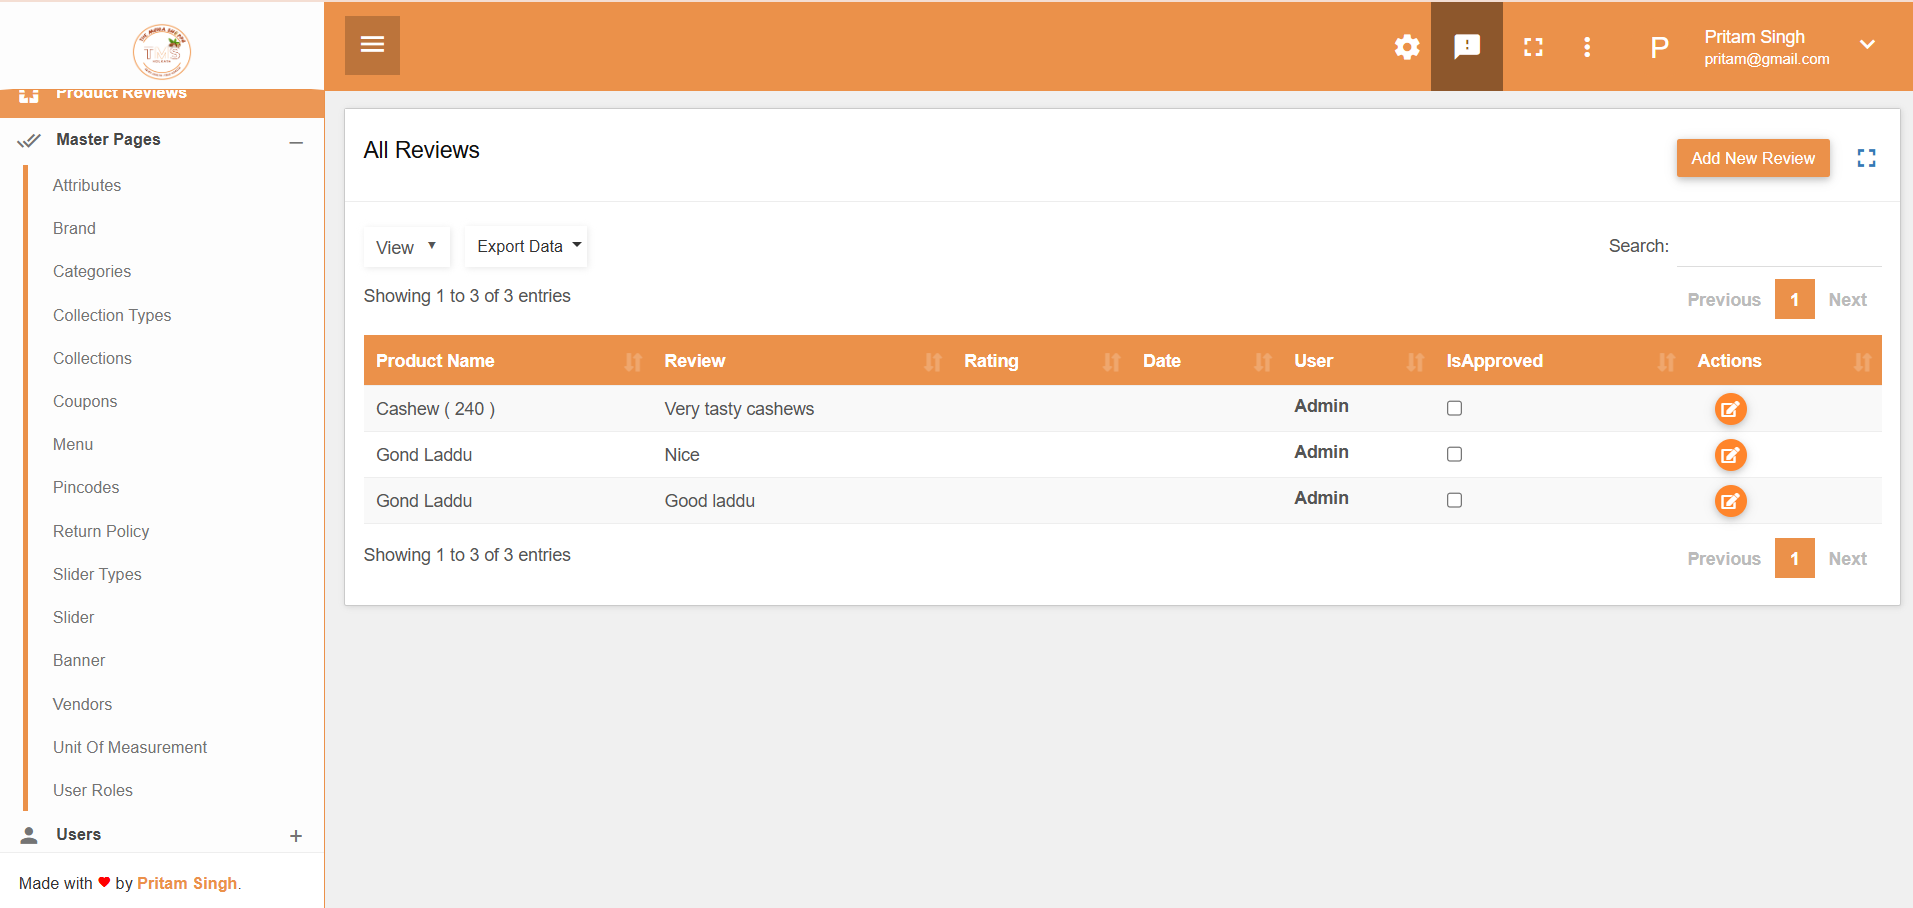 TMS
Product Reviews
Master Pages
Attributes
Brand
Categories
Collection Types
Collections
Coupons
Menu
Pincodes
Return Policy
Slider Types
Slider
Banner
Vendors
Unit Of Measurement
User Roles
Users
Made with by Pritam Singh.
P
Pritam Singh
pritam@gmail.com
All Reviews
Add New Review
View
Export Data
Search:
Showing 1 to 3 of 3 entries
Previous 1 Next
Product Name Review Rating Date User IsApproved Actions
Cashew ( 240 ) Very tasty cashews Admin
Gond Laddu Nice Admin
Gond Laddu Good laddu Admin
Showing 1 to 3 of 3 entries
Previous 1 Next